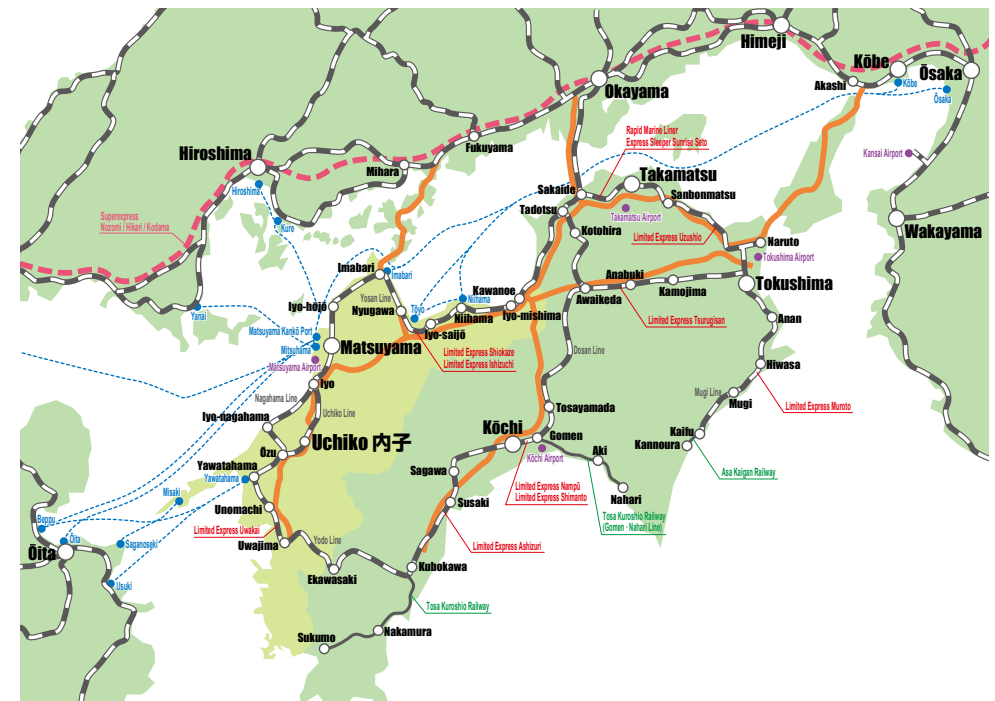 Himeji
Kōbe
Ōsaka
Akashi
Kōbe
Ōsaka
Okayama
Rapid Marine Liner
Express Sleeper Sunrise Seto
Fukuyama
Kansai Airport
Hiroshima
Mihara
Hiroshima
Kure
Superexpress
Nozomi / Hikari / Kodama
Takamatsu
Sakaide
Sanbonmatsu
Tadotsu
Takamatsu Airport
Kotohira
Limited Express Uzushio
Wakayama
Naruto
Tokushima Airport
Imabari
Imabari
Anabuki
Kamojima
Tokushima
Awaikeda
Yosan Line
Kawanoe
Niihama
Yanai
Iyo-hōjō
Nyugawa
Tōyo
Niihama
Iyo-mishima
Iyo-saijō
Limited Express Tsurugisan
Anan
Matsuyama Kankō Port
Mitsuhama
Matsuyama
Matsuyama Airport
Limited Express Shiokaze
Limited Express Ishizuchi
Dosan Line
Hiwasa
Iyo
Nagahama Line
Mugi Line
Mugi
Limited Express Muroto
Iyo-nagahama
Uchiko Line
Tosayamada
Uchiko 内子
Kōchi
Gomen
Kaifu
Kannoura
Ōzu
Kōchi Airport
Aki
Yawatahama
Yawatahama
Sagawa
Asa Kaigan Railway
Misaki
Limited Express Nampū
Limited Express Shimanto
Nahari
Unomachi
Susaki
Tosa Kuroshio Railway
(Gomen - Nahari Line)
Beppu
Limited Express Uwakai
Ōita
Ōita
Saganoseki
Uwajima
Yodo Line
Limited Express Ashizuri
Usuki
Ekawasaki
Kubokawa
Tosa Kuroshio Railway
Sukumo
Nakamura